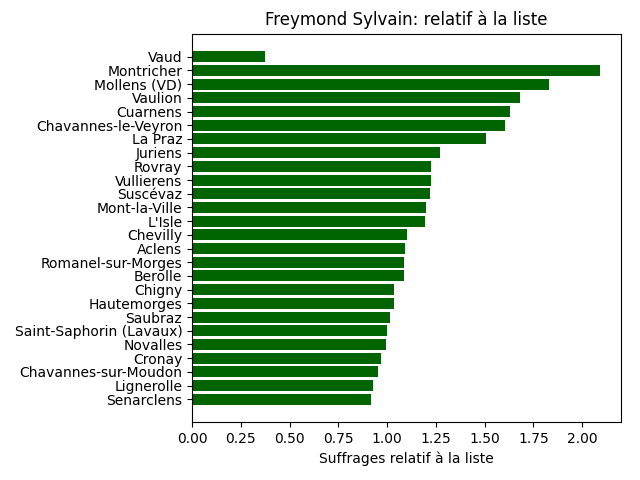 Freymond Sylvain: relatif à la liste
Vaud
Montricher
Mollens (VD)
Vaulion
Cuarnens
Chavannes-le-Veyron
La Praz
Juriens
Rovray
Vullierens
Suscévaz
Mont-la-Ville
L'Isle
Chevilly
Aclens
Romanel-sur-Morges
Berolle
Chigny
Hautemorges
Saubraz
Saint-Saphorin (Lavaux)
Novalles
Cronay
Chavannes-sur-Moudon
Lignerolle
Senarclens
0.00 0.25 0.50 0.75 1.00 1.25 1.50 1.75 2.00
Suffrages relatif à la liste